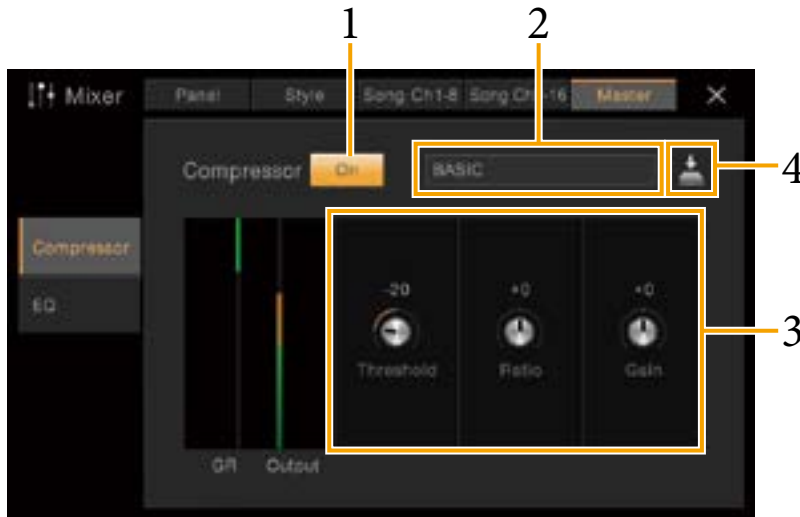 1 2
Mixer Panel Style Song Ch1-8 Song Ch -16 Master
Compressor On BASIC 4
Compressor
EQ
-20 +0 +0
3
Threshold Ratio Gain
GR Output